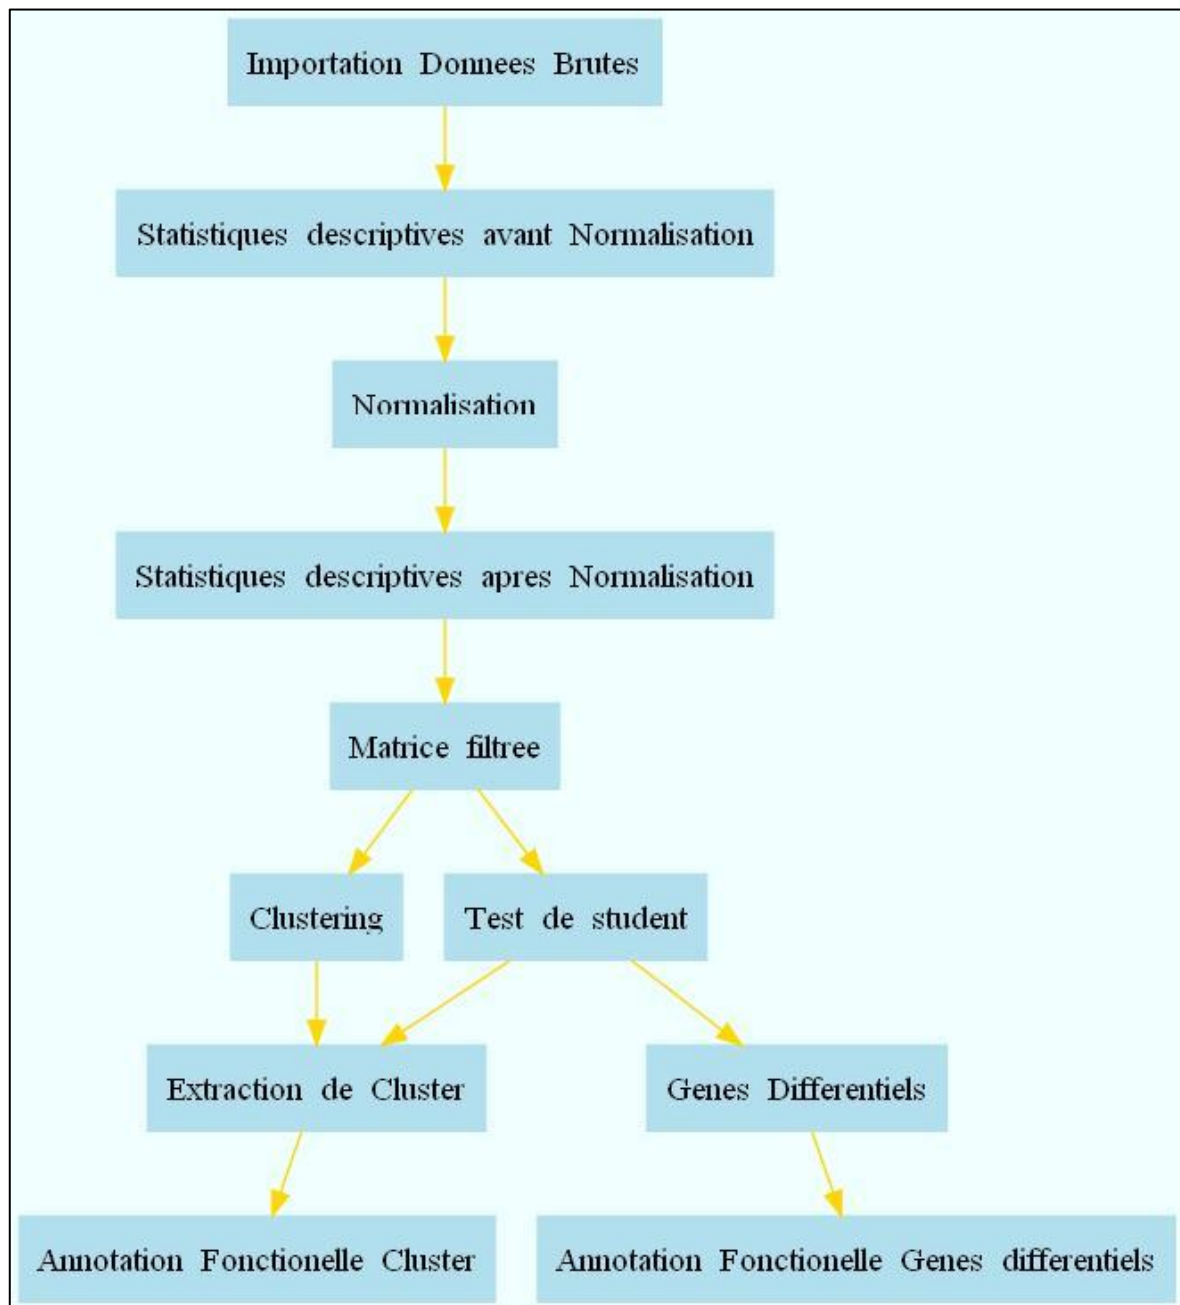 Importation Donnees Brutes
Statistiques descriptives avant Normalisation
Normalisation
Statistiques descriptives apres Normalisation
Matrice filtree
Clustering
Test de student
Extraction de Cluster
Genes Differentiels
Annotation Fonctionelle Cluster
Annotation Fonctionelle Genes differentiels